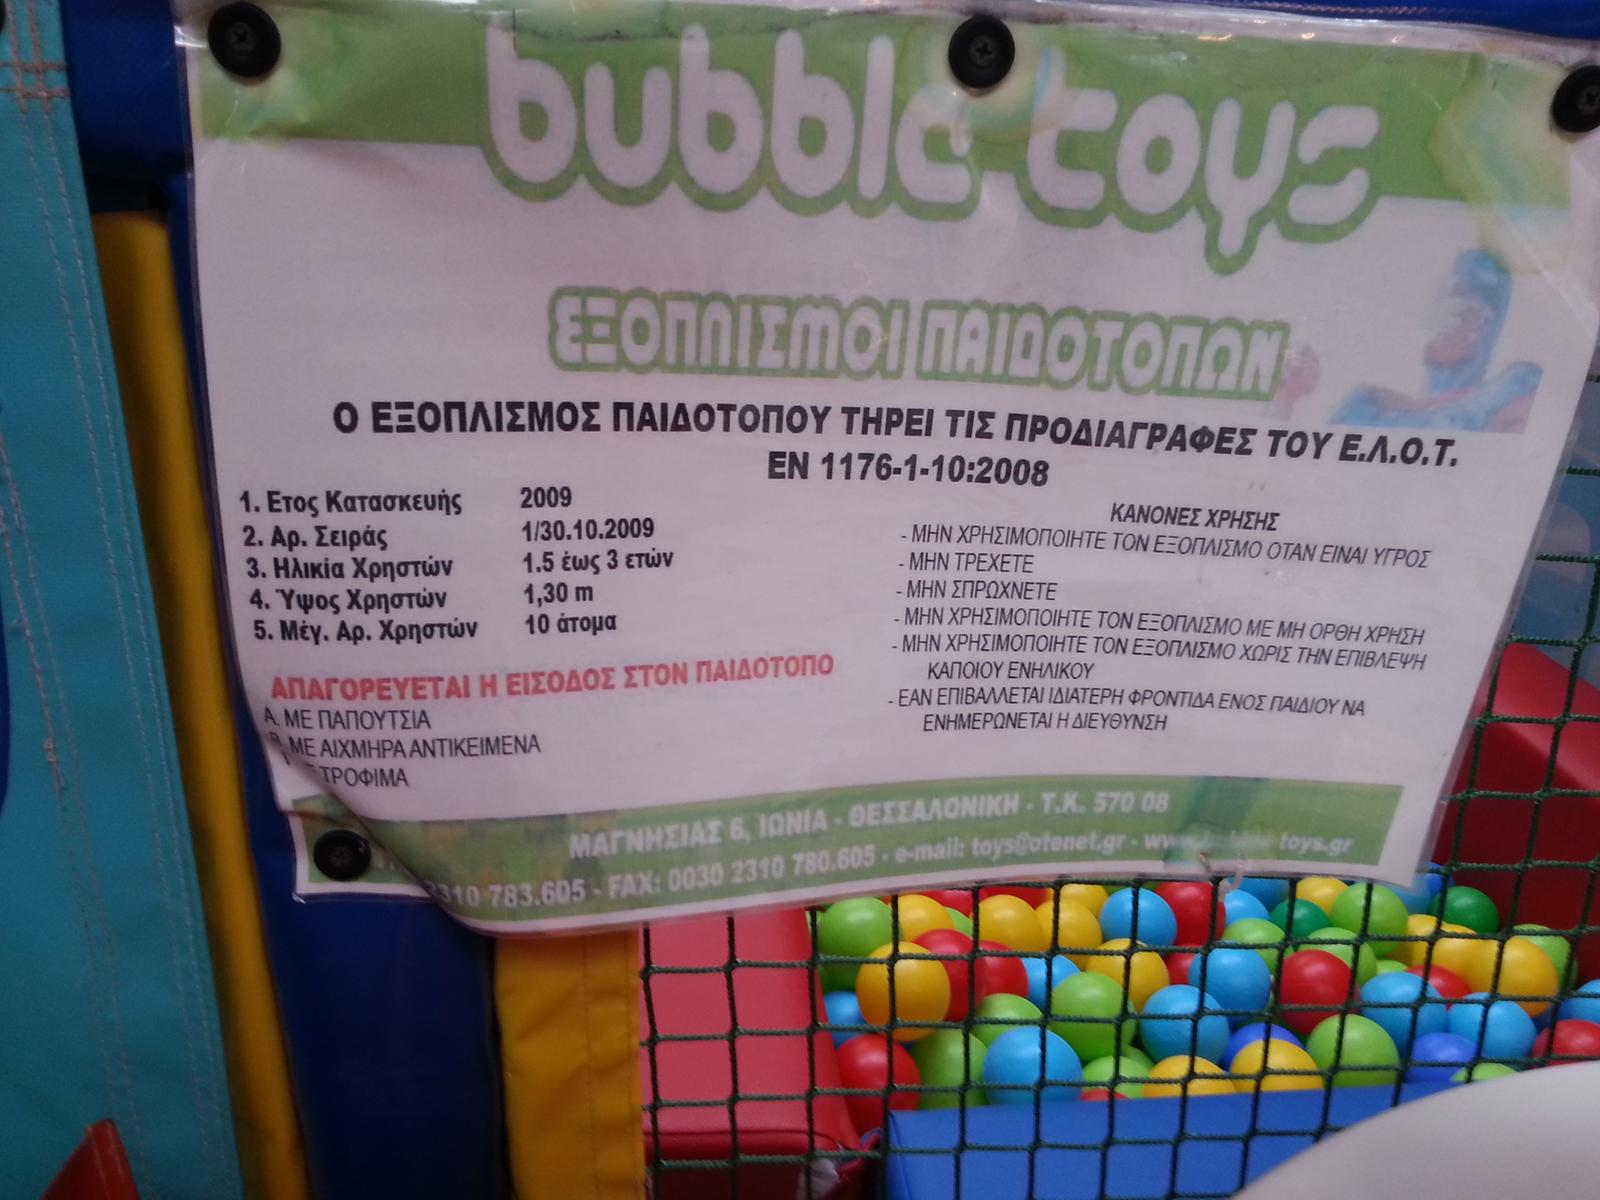 bubble toys
ΕΞΟΠΛΙΣΜΟΙ ΠΑΙΔΟΤΟΠΩΝ
Ο ΕΞΟΠΛΙΣΜΟΣ ΠΑΙΔΟΤΟΠΟΥ ΤΗΡΕΙ ΤΙΣ ΠΡΟΔΙΑΓΡΑΦΕΣ ΤΟΥ Ε.Λ.Ο.Τ.
EN 1176-1-10:2008
1. Ετος Κατασκευής 2009
2. Αρ. Σειράς 1/30.10.2009
3. Ηλικία Χρηστών 1.5 έως 3 ετών
4. Ύψος Χρηστών 1,30 m
5. Μέγ. Αρ. Χρηστών 10 άτομα
ΑΠΑΓΟΡΕΥΕΤΑΙ Η ΕΙΣΟΔΟΣ ΣΤΟΝ ΠΑΙΔΟΤΟΠΟ
Α. ΜΕ ΠΑΠΟΥΤΣΙΑ
Β. ΜΕ ΑΙΧΜΗΡΑ ΑΝΤΙΚΕΙΜΕΝΑ
ΤΡΟΦΙΜΑ
ΚΑΝΟΝΕΣ ΧΡΗΣΗΣ
- ΜΗΝ ΧΡΗΣΙΜΟΠΟΙΗΤΕ ΤΟΝ ΕΞΟΠΛΙΣΜΟ ΟΤΑΝ ΕΙΝΑΙ ΥΓΡΟΣ
- ΜΗΝ ΤΡΕΧΕΤΕ
- ΜΗΝ ΣΠΡΩΧΝΕΤΕ
- ΜΗΝ ΧΡΗΣΙΜΟΠΟΙΗΤΕ ΤΟΝ ΕΞΟΠΛΙΣΜΟ ΜΕ ΜΗ ΟΡΘΗ ΧΡΗΣΗ
- ΜΗΝ ΧΡΗΣΙΜΟΠΟΙΗΤΕ ΤΟΝ ΕΞΟΠΛΙΣΜΟ ΧΩΡΙΣ ΤΗΝ ΕΠΙΒΛΕΨΗ
ΚΑΠΟΙΟΥ ΕΝΗΛΙΚΟΥ
- ΕΑΝ ΕΠΙΒΑΛΛΕΤΑΙ ΙΔΙΑΤΕΡΗ ΦΡΟΝΤΙΔΑ ΕΝΟΣ ΠΑΙΔΙΟΥ ΝΑ
ΕΝΗΜΕΡΩΝΕΤΑΙ Η ΔΙΕΥΘΥΝΣΗ
ΜΑΓΝΗΣΙΑΣ 6, ΙΩΝΙΑ - ΘΕΣΣΑΛΟΝΙΚΗ - Τ.Κ. 570 08
2310 783.605 - FAX: 0030 2310 780.605 - e-mail: toys@otenet.gr - toys.gr